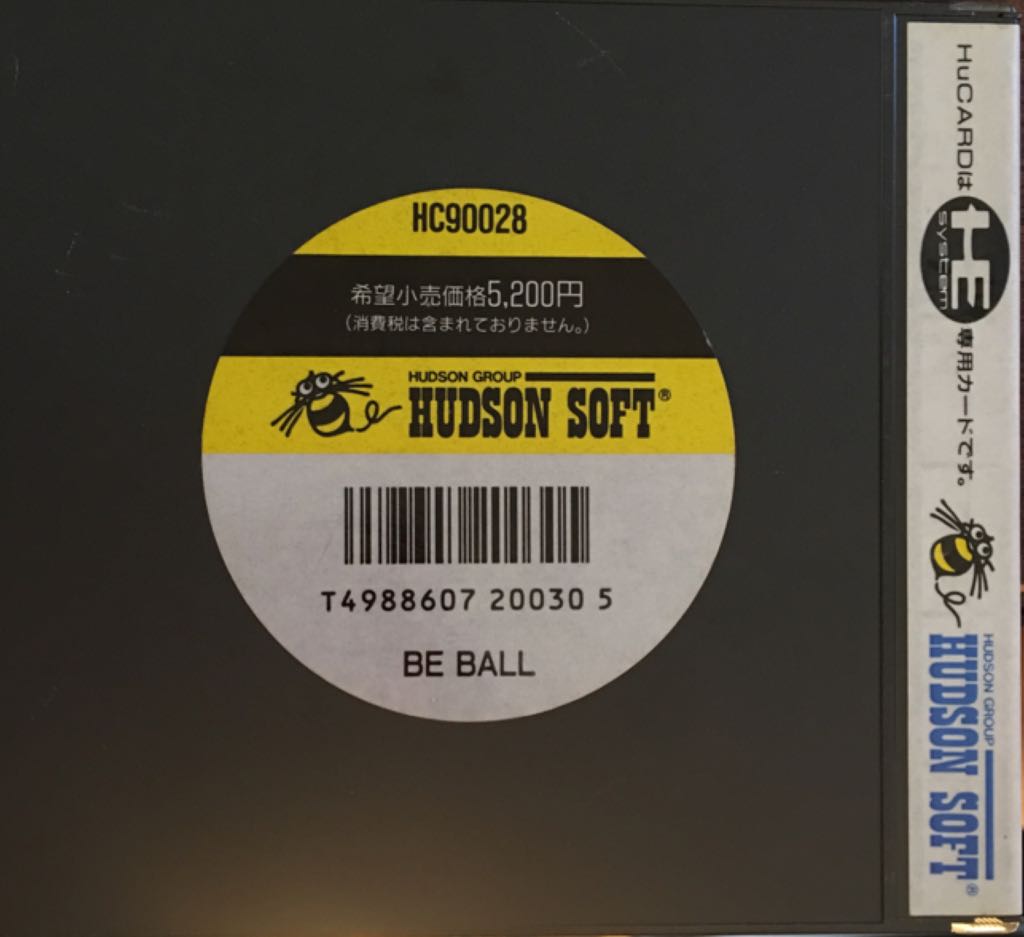 HC90028
希望小売価格5,200円
（消費税は含まれておりません。）
HUDSON GROUP
HUDSON SOFT®
T4988607 20030 5
BE BALL
HuCARDは HE system 専用カードです。
HUDSON GROUP
HUDSON SOFT®